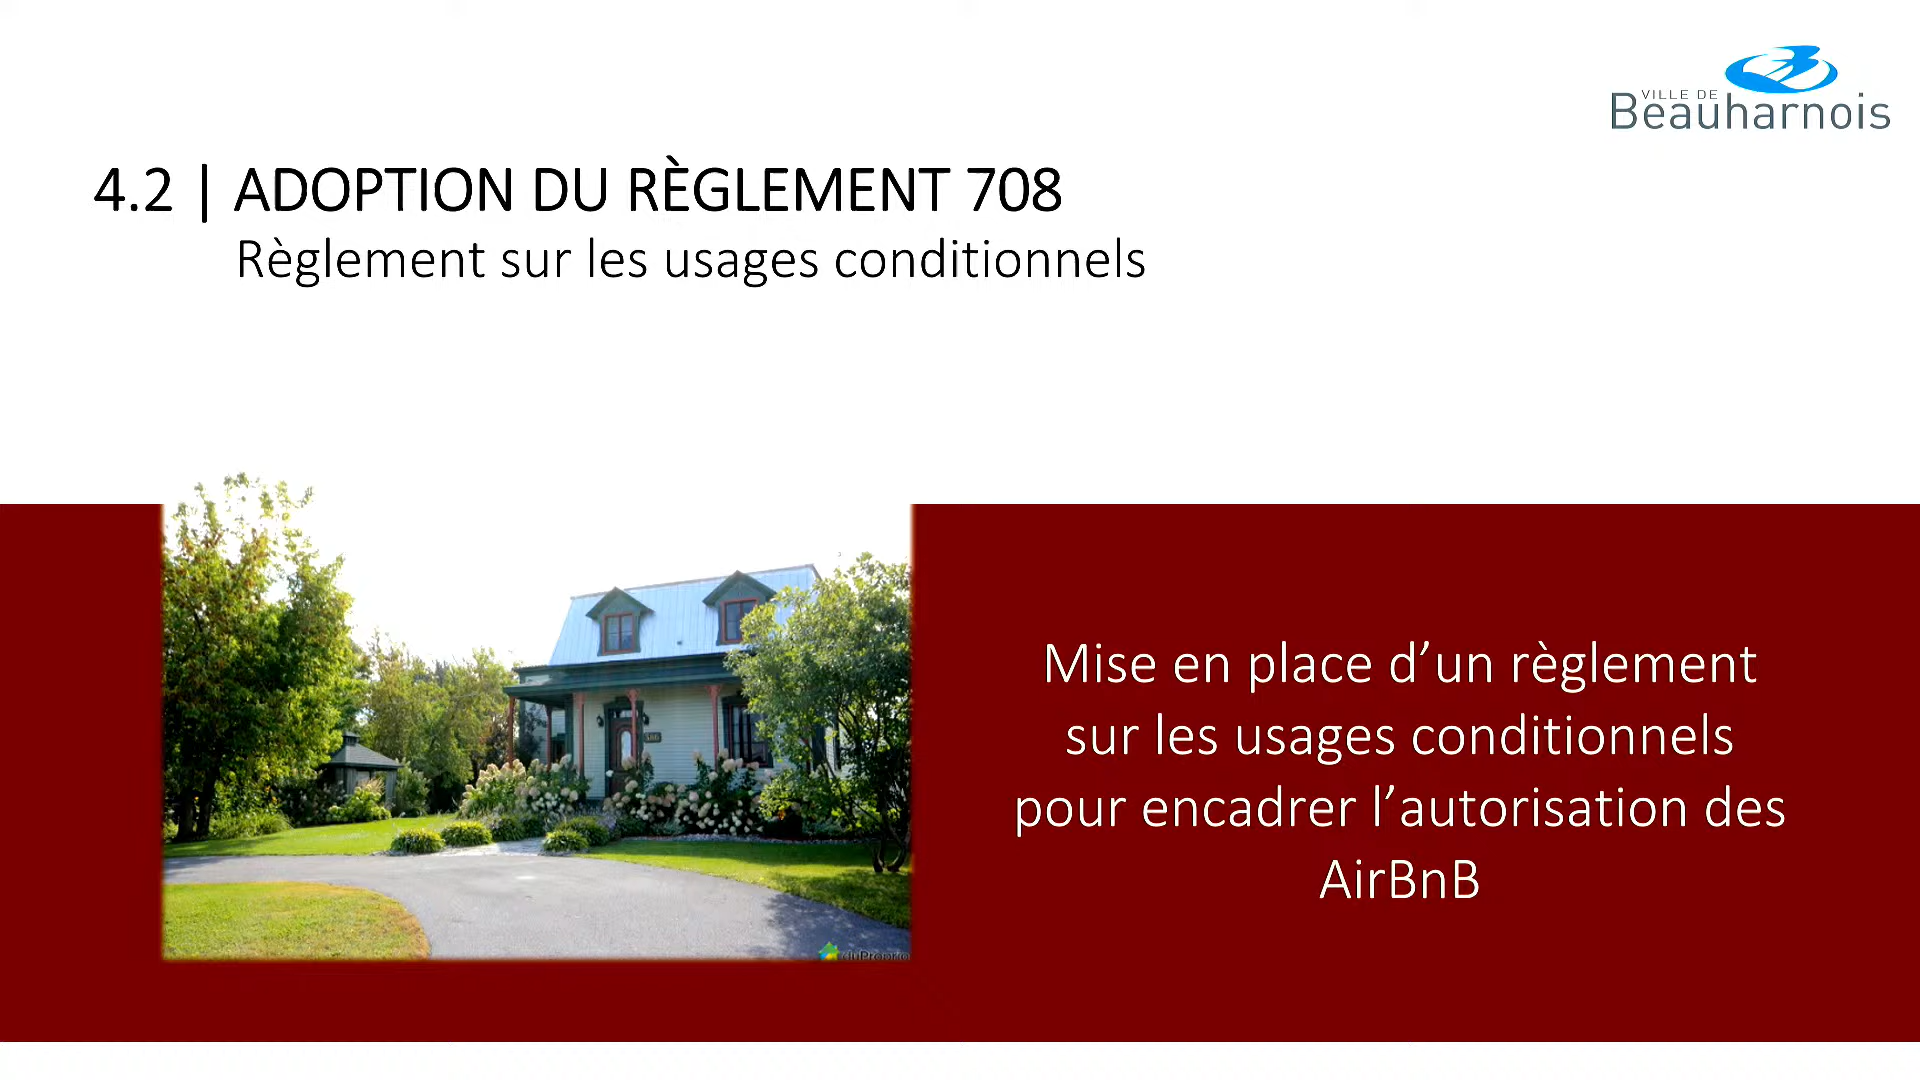 VILLE DE
Beauharnois
4.2 | ADOPTION DU RÈGLEMENT 708
Règlement sur les usages conditionnels
Mise en place d’un règlement
sur les usages conditionnels
pour encadrer l’autorisation des
AirBnB
duProprio